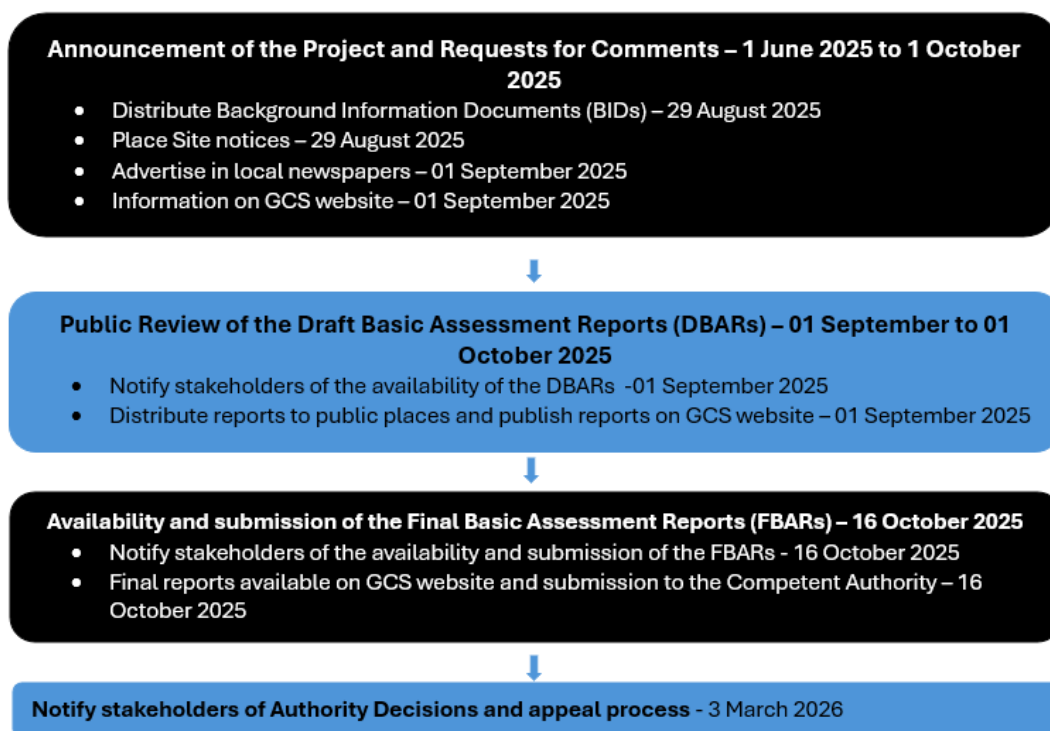 Announcement of the Project and Requests for Comments – 1 June 2025 to 1 October
2025
• Distribute Background Information Documents (BIDs) – 29 August 2025
• Place Site notices – 29 August 2025
• Advertise in local newspapers – 01 September 2025
• Information on GCS website – 01 September 2025
Public Review of the Draft Basic Assessment Reports (DBARs) – 01 September to 01
October 2025
• Notify stakeholders of the availability of the DBARs -01 September 2025
• Distribute reports to public places and publish reports on GCS website – 01 September 2025
Availability and submission of the Final Basic Assessment Reports (FBARs) – 16 October 2025
• Notify stakeholders of the availability and submission of the FBARs - 16 October 2025
• Final reports available on GCS website and submission to the Competent Authority – 16
October 2025
Notify stakeholders of Authority Decisions and appeal process - 3 March 2026